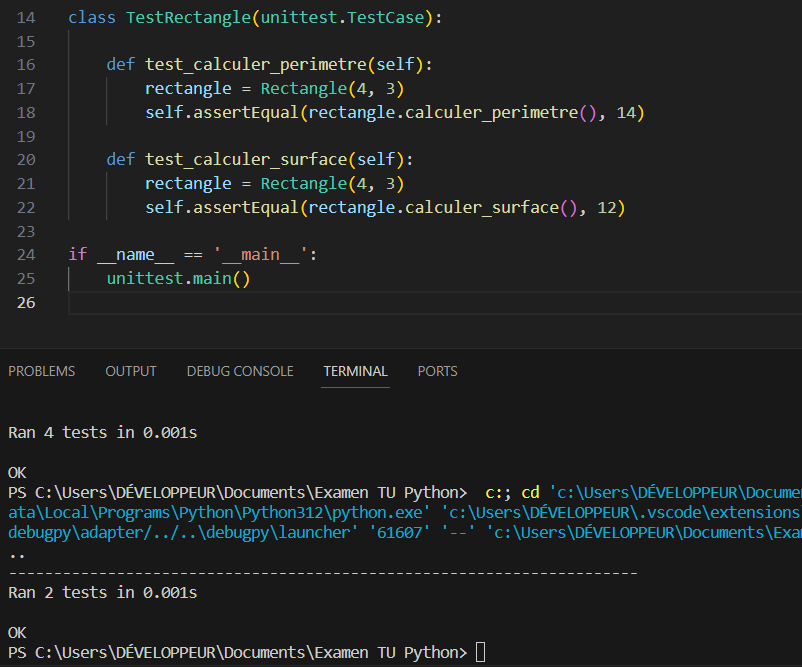 14 class TestRectangle(unittest.TestCase):
15
16 def test_calculer_perimetre(self):
17 rectangle = Rectangle(4, 3)
18 self.assertEqual(rectangle.calculer_perimetre(), 14)
19
20 def test_calculer_surface(self):
21 rectangle = Rectangle(4, 3)
22 self.assertEqual(rectangle.calculer_surface(), 12)
23
24 if __name__ == '__main__':
25 unittest.main()
26
PROBLEMS OUTPUT DEBUG CONSOLE TERMINAL PORTS
Ran 4 tests in 0.001s
OK
PS C:\Users\DÉVELOPPEUR\Documents\Examen TU Python> c:; cd 'c:\Users\DÉVELOPPEUR\Docume
ata\Local\Programs\Python\Python312\python.exe' 'c:\Users\DÉVELOPPEUR\.vscode\extensions
debugpy\adapter/../..\debugpy\launcher' '61607' '--' 'c:\Users\DÉVELOPPEUR\Documents\Exa
..
----------------------------------------------------------------------
Ran 2 tests in 0.001s
OK
PS C:\Users\DÉVELOPPEUR\Documents\Examen TU Python>